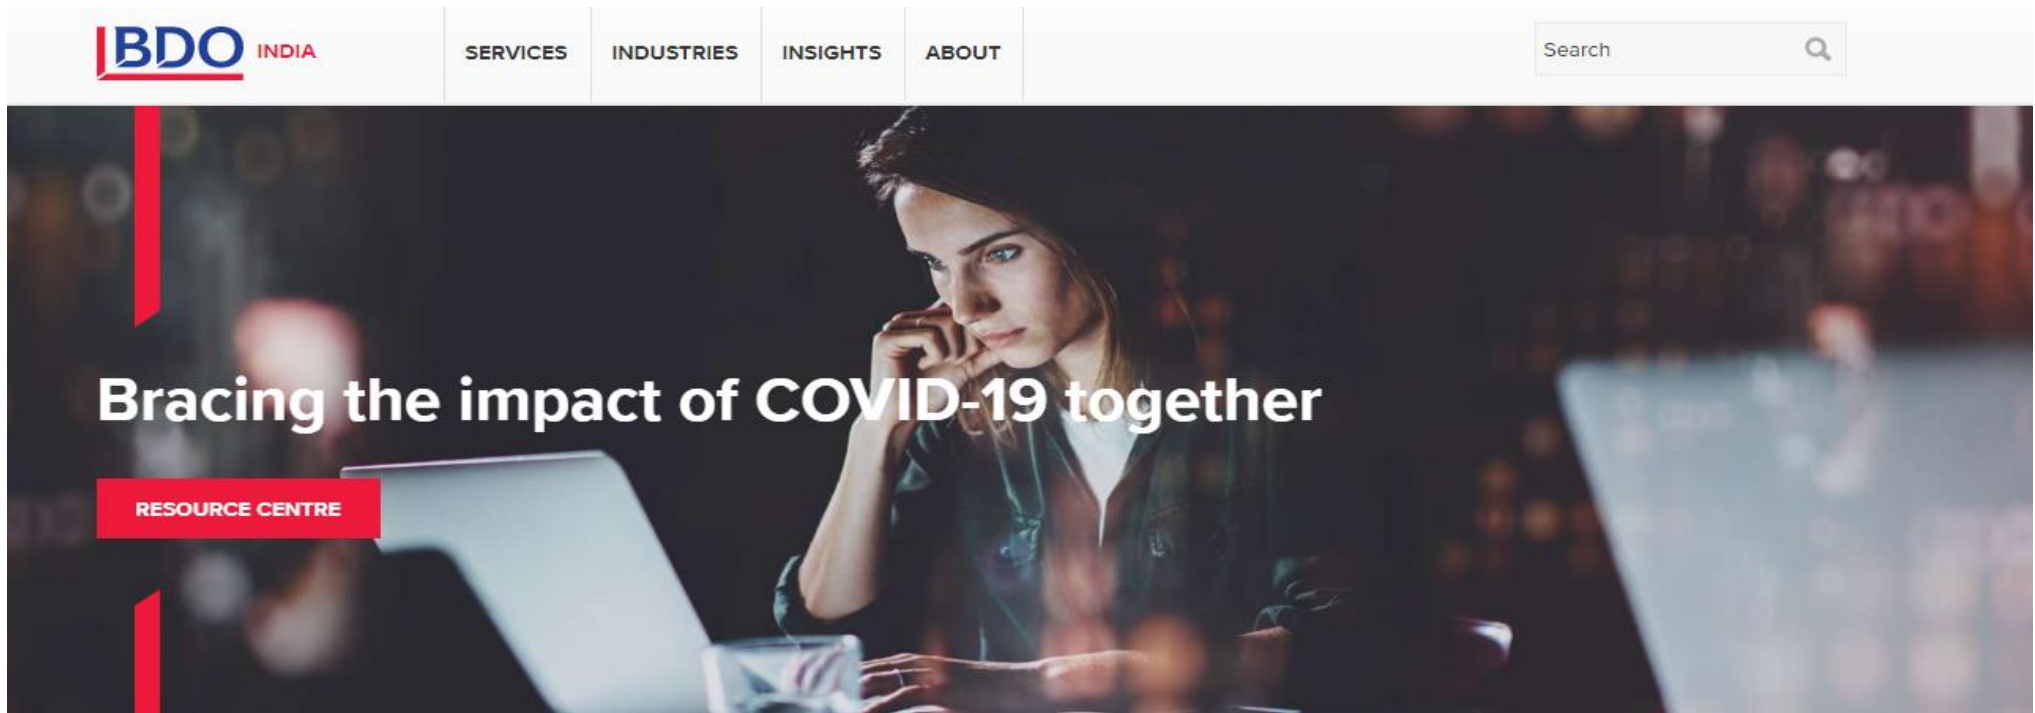 BDO INDIA
SERVICES INDUSTRIES INSIGHTS ABOUT
Search
Bracing the impact of COVID-19 together
RESOURCE CENTRE